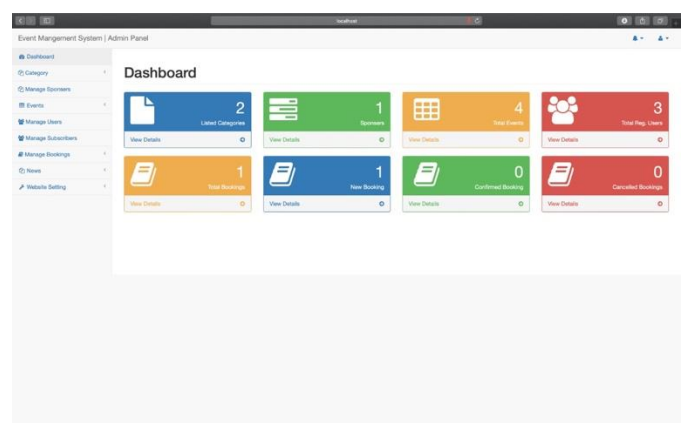 localhost
Event Mangement System | Admin Panel
Dashboard
Category
Manage Sponsers
Events
Manage Users
Manage Subscribers
Manage Bookings
News
Website Setting
Dashboard
2
Listed Categories
View Details
1
Sponsers
View Details
4
Total Events
View Details
3
Total Reg. Users
View Details
1
Total Bookings
View Details
1
New Booking
View Details
0
Confirmed Booking
View Details
0
Cancelled Bookings
View Details